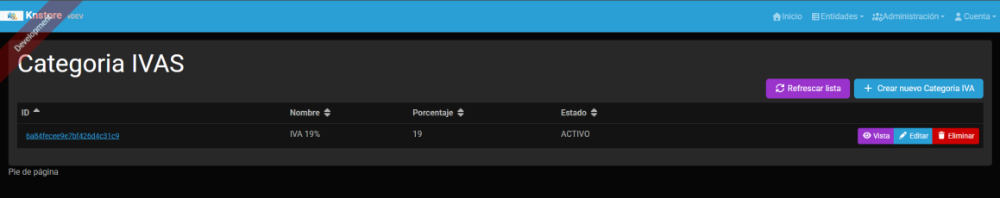 Knstore vDEV
Inicio Entidades Administración Cuenta
Development
Categoria IVAS
Refrescar lista Crear nuevo Categoria IVA
ID Nombre Porcentaje Estado
6a84fecee9e7bf426d4c31c9 IVA 19% 19 ACTIVO Vista Editar Eliminar
Pie de página